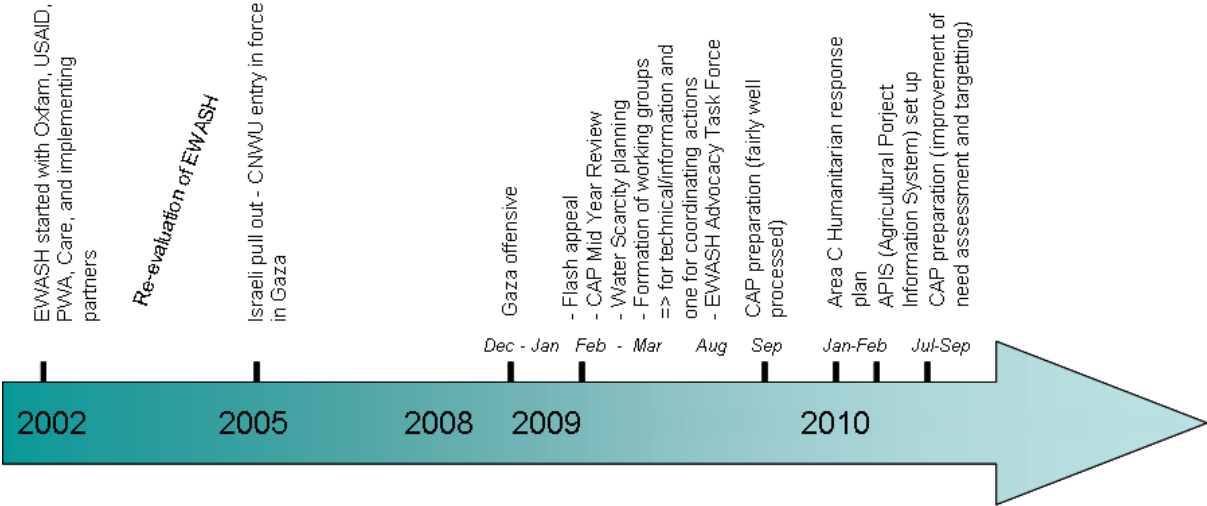 EWASH started with Oxfam, USAID,
PWA, Care, and implementing
partners
Re-evaluation of EWASH
Israeli pull out - CNWU entry in force
in Gaza
Gaza offensive
- Flash appeal
- CAP Mid Year Review
- Water Scarcity planning
- Formation of working groups
=> for technical/information and
one for coordinating actions
- EWASH Advocacy Task Force
CAP preparation (fairly well
processed)
Area C Humanitarian response
plan
APIS (Agricultural Porject
Information System) set up
CAP preparation (improvement of
need assessment and targetting)
Dec - Jan Feb - Mar Aug Sep Jan-Feb Jul-Sep
2002 2005 2008 2009 2010